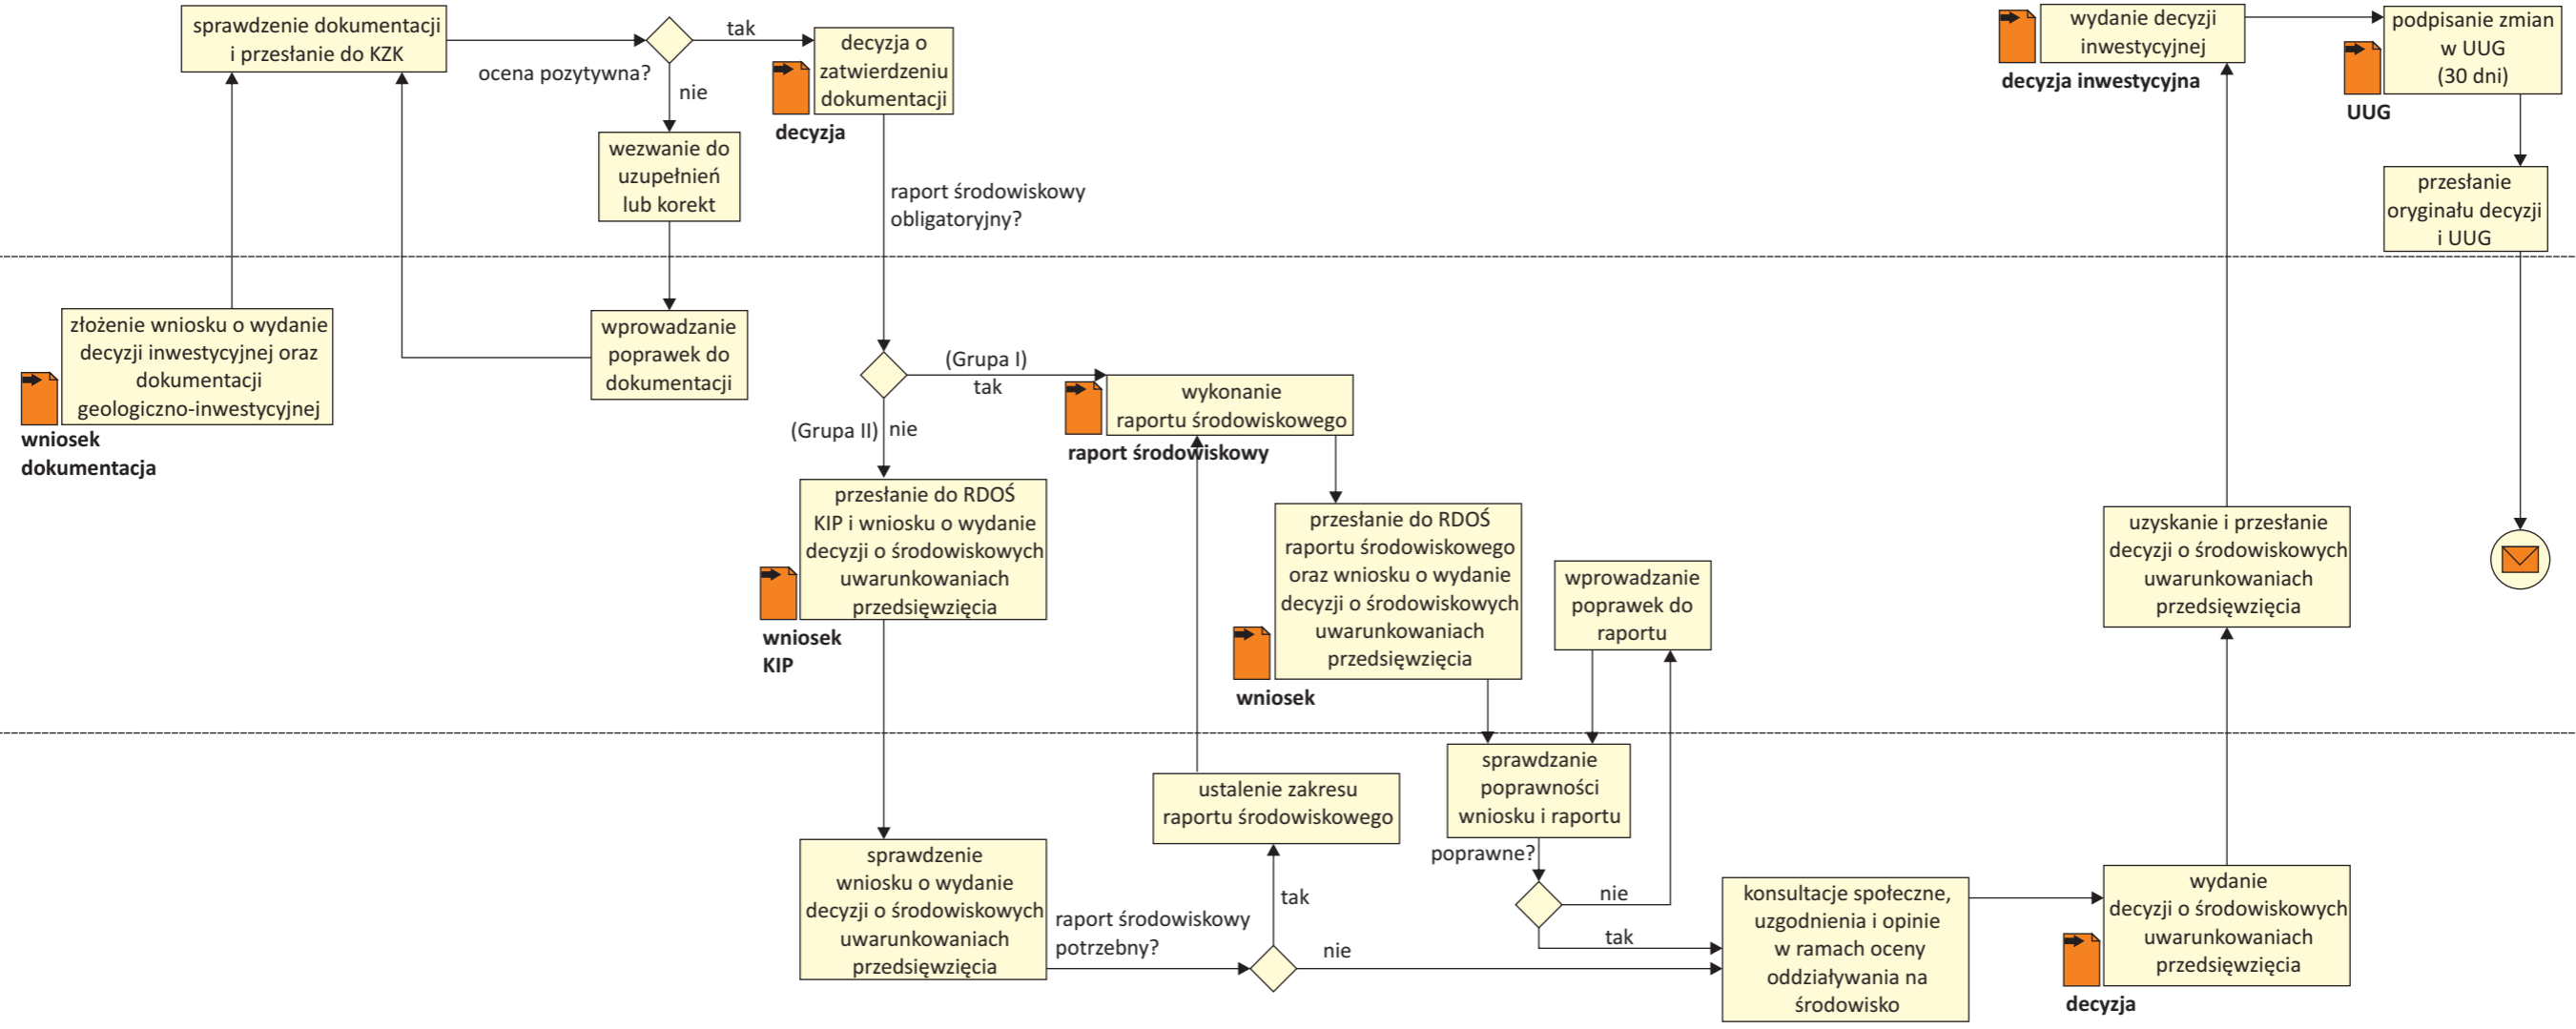 sprawdzenie dokumentacji
i przesłanie do KZK
ocena pozytywna?
tak
nie
decyzja o
zatwierdzeniu
dokumentacji
decyzja
wezwanie do
uzupełnień
lub korekt
raport środowiskowy
obligatoryjny?
wydanie decyzji
inwestycyjnej
decyzja inwestycyjna
podpisanie zmian
w UUG
(30 dni)
UUG
przesłanie
oryginału decyzji
i UUG
złożenie wniosku o wydanie
decyzji inwestycyjnej oraz
dokumentacji
geologiczno-inwestycyjnej
wniosek
dokumentacja
wprowadzanie
poprawek do
dokumentacji
(Grupa I)
tak
(Grupa II)
nie
wykonanie
raportu środowiskowego
raport środowiskowy
przesłanie do RDOŚ
KIP i wniosku o wydanie
decyzji o środowiskowych
uwarunkowaniach
przedsięwzięcia
wniosek
KIP
przesłanie do RDOŚ
raportu środowiskowego
oraz wniosku o wydanie
decyzji o środowiskowych
uwarunkowaniach
przedsięwzięcia
wniosek
wprowadzanie
poprawek do
raportu
uzyskanie i przesłanie
decyzji o środowiskowych
uwarunkowaniach
przedsięwzięcia
sprawdzenie
wniosku o wydanie
decyzji o środowiskowych
uwarunkowaniach
przedsięwzięcia
raport środowiskowy
potrzebny?
tak
nie
ustalenie zakresu
raportu środowiskowego
sprawdzanie
poprawności
wniosku i raportu
poprawne?
nie
tak
konsultacje społeczne,
uzgodnienia i opinie
w ramach oceny
oddziaływania na
środowisko
wydanie
decyzji o środowiskowych
uwarunkowaniach
przedsięwzięcia
decyzja